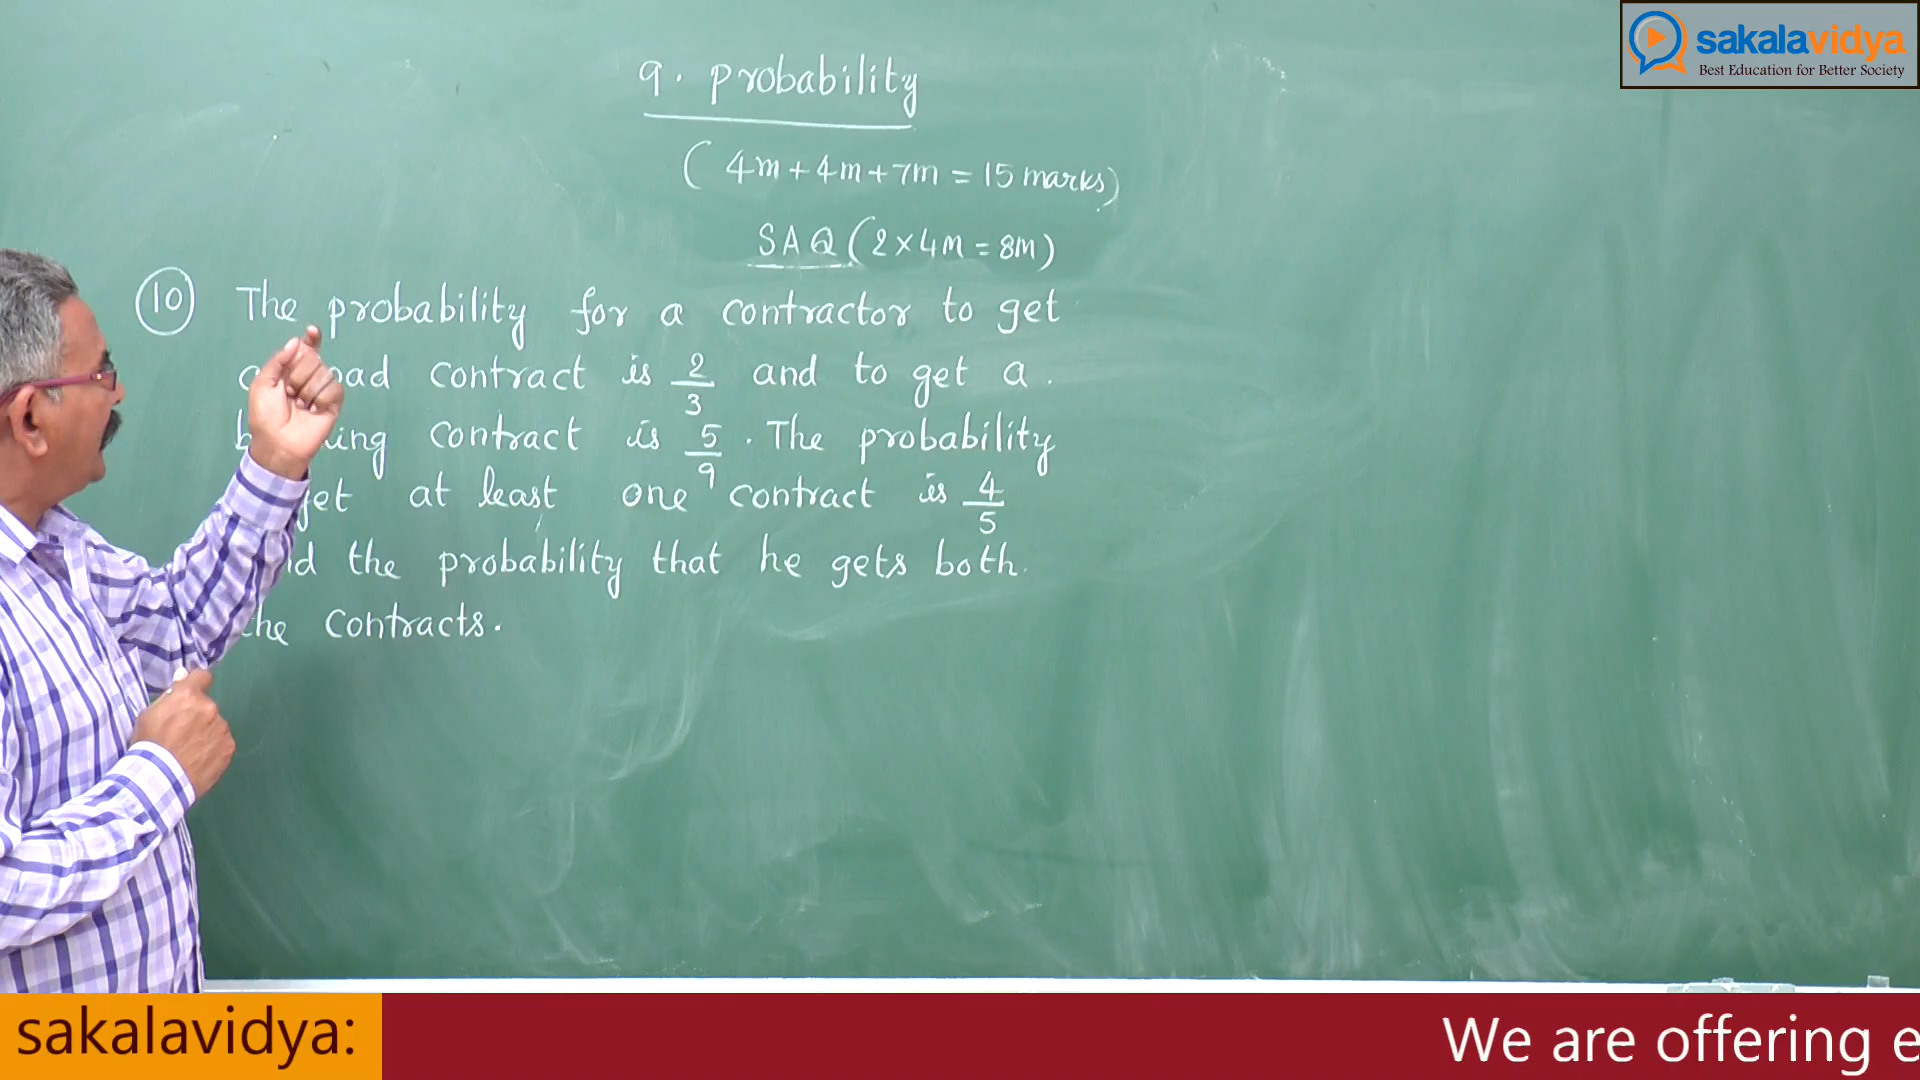 sakalavidya
Best Education for Better Society
9. probability
( 4m + 4m + 7m = 15 marks)
SAQ (2 × 4m = 8m)
10 The probability for a contractor to get
contract is 2/3 and to get a .
contract is 5/9 . The probability
get at least one contract is 4/5
the probability that he gets both.
the contracts.
sakalavidya:
We are offering e